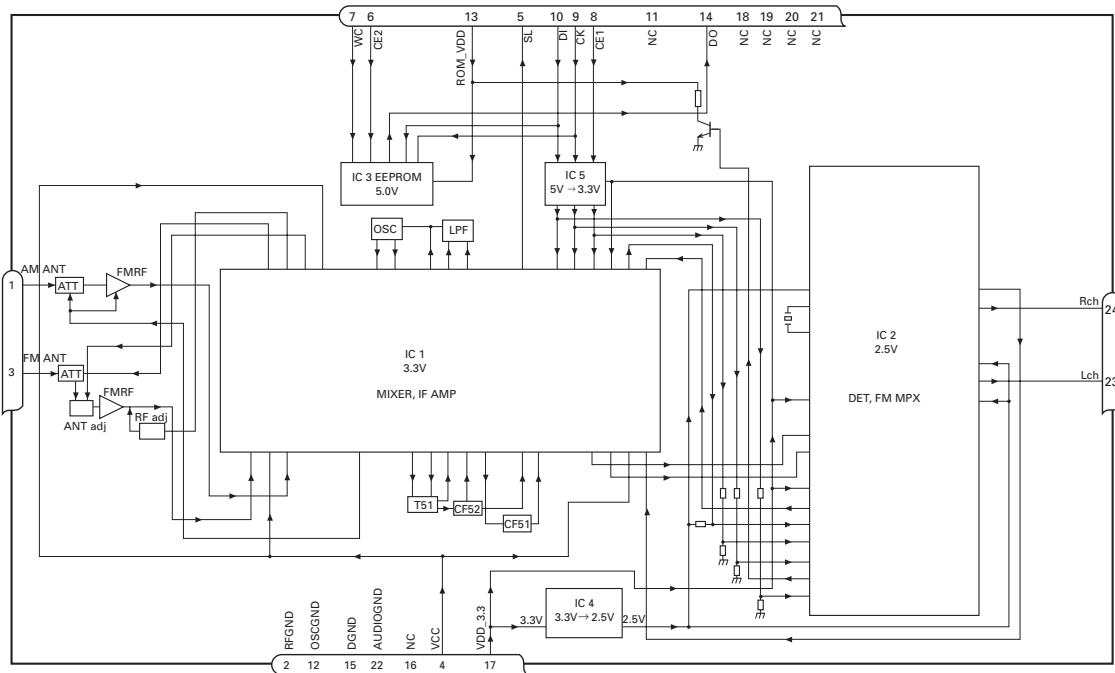 7 6 13 5 10 9 8 11 14 18 19 20 21
WC CE2 ROM_VDD SL DI CK CE1 NC DO NC NC NC NC
IC 3 EEPROM
5.0V
IC 5
5V →3.3V
OSC
LPF
AM ANT
FMRF
1
ATT
Rch
24
IC 1
3.3V
MIXER, IF AMP
IC 2
2.5V
DET, FM MPX
FM ANT
3
ATT
FMRF
Lch
23
RF adj
ANT adj
T51
CF52
CF51
IC 4
3.3V→2.5V
3.3V
2.5V
RFGND OSCGND DGND AUDIOGND NC VCC VDD_3.3
2 12 15 22 16 4 17